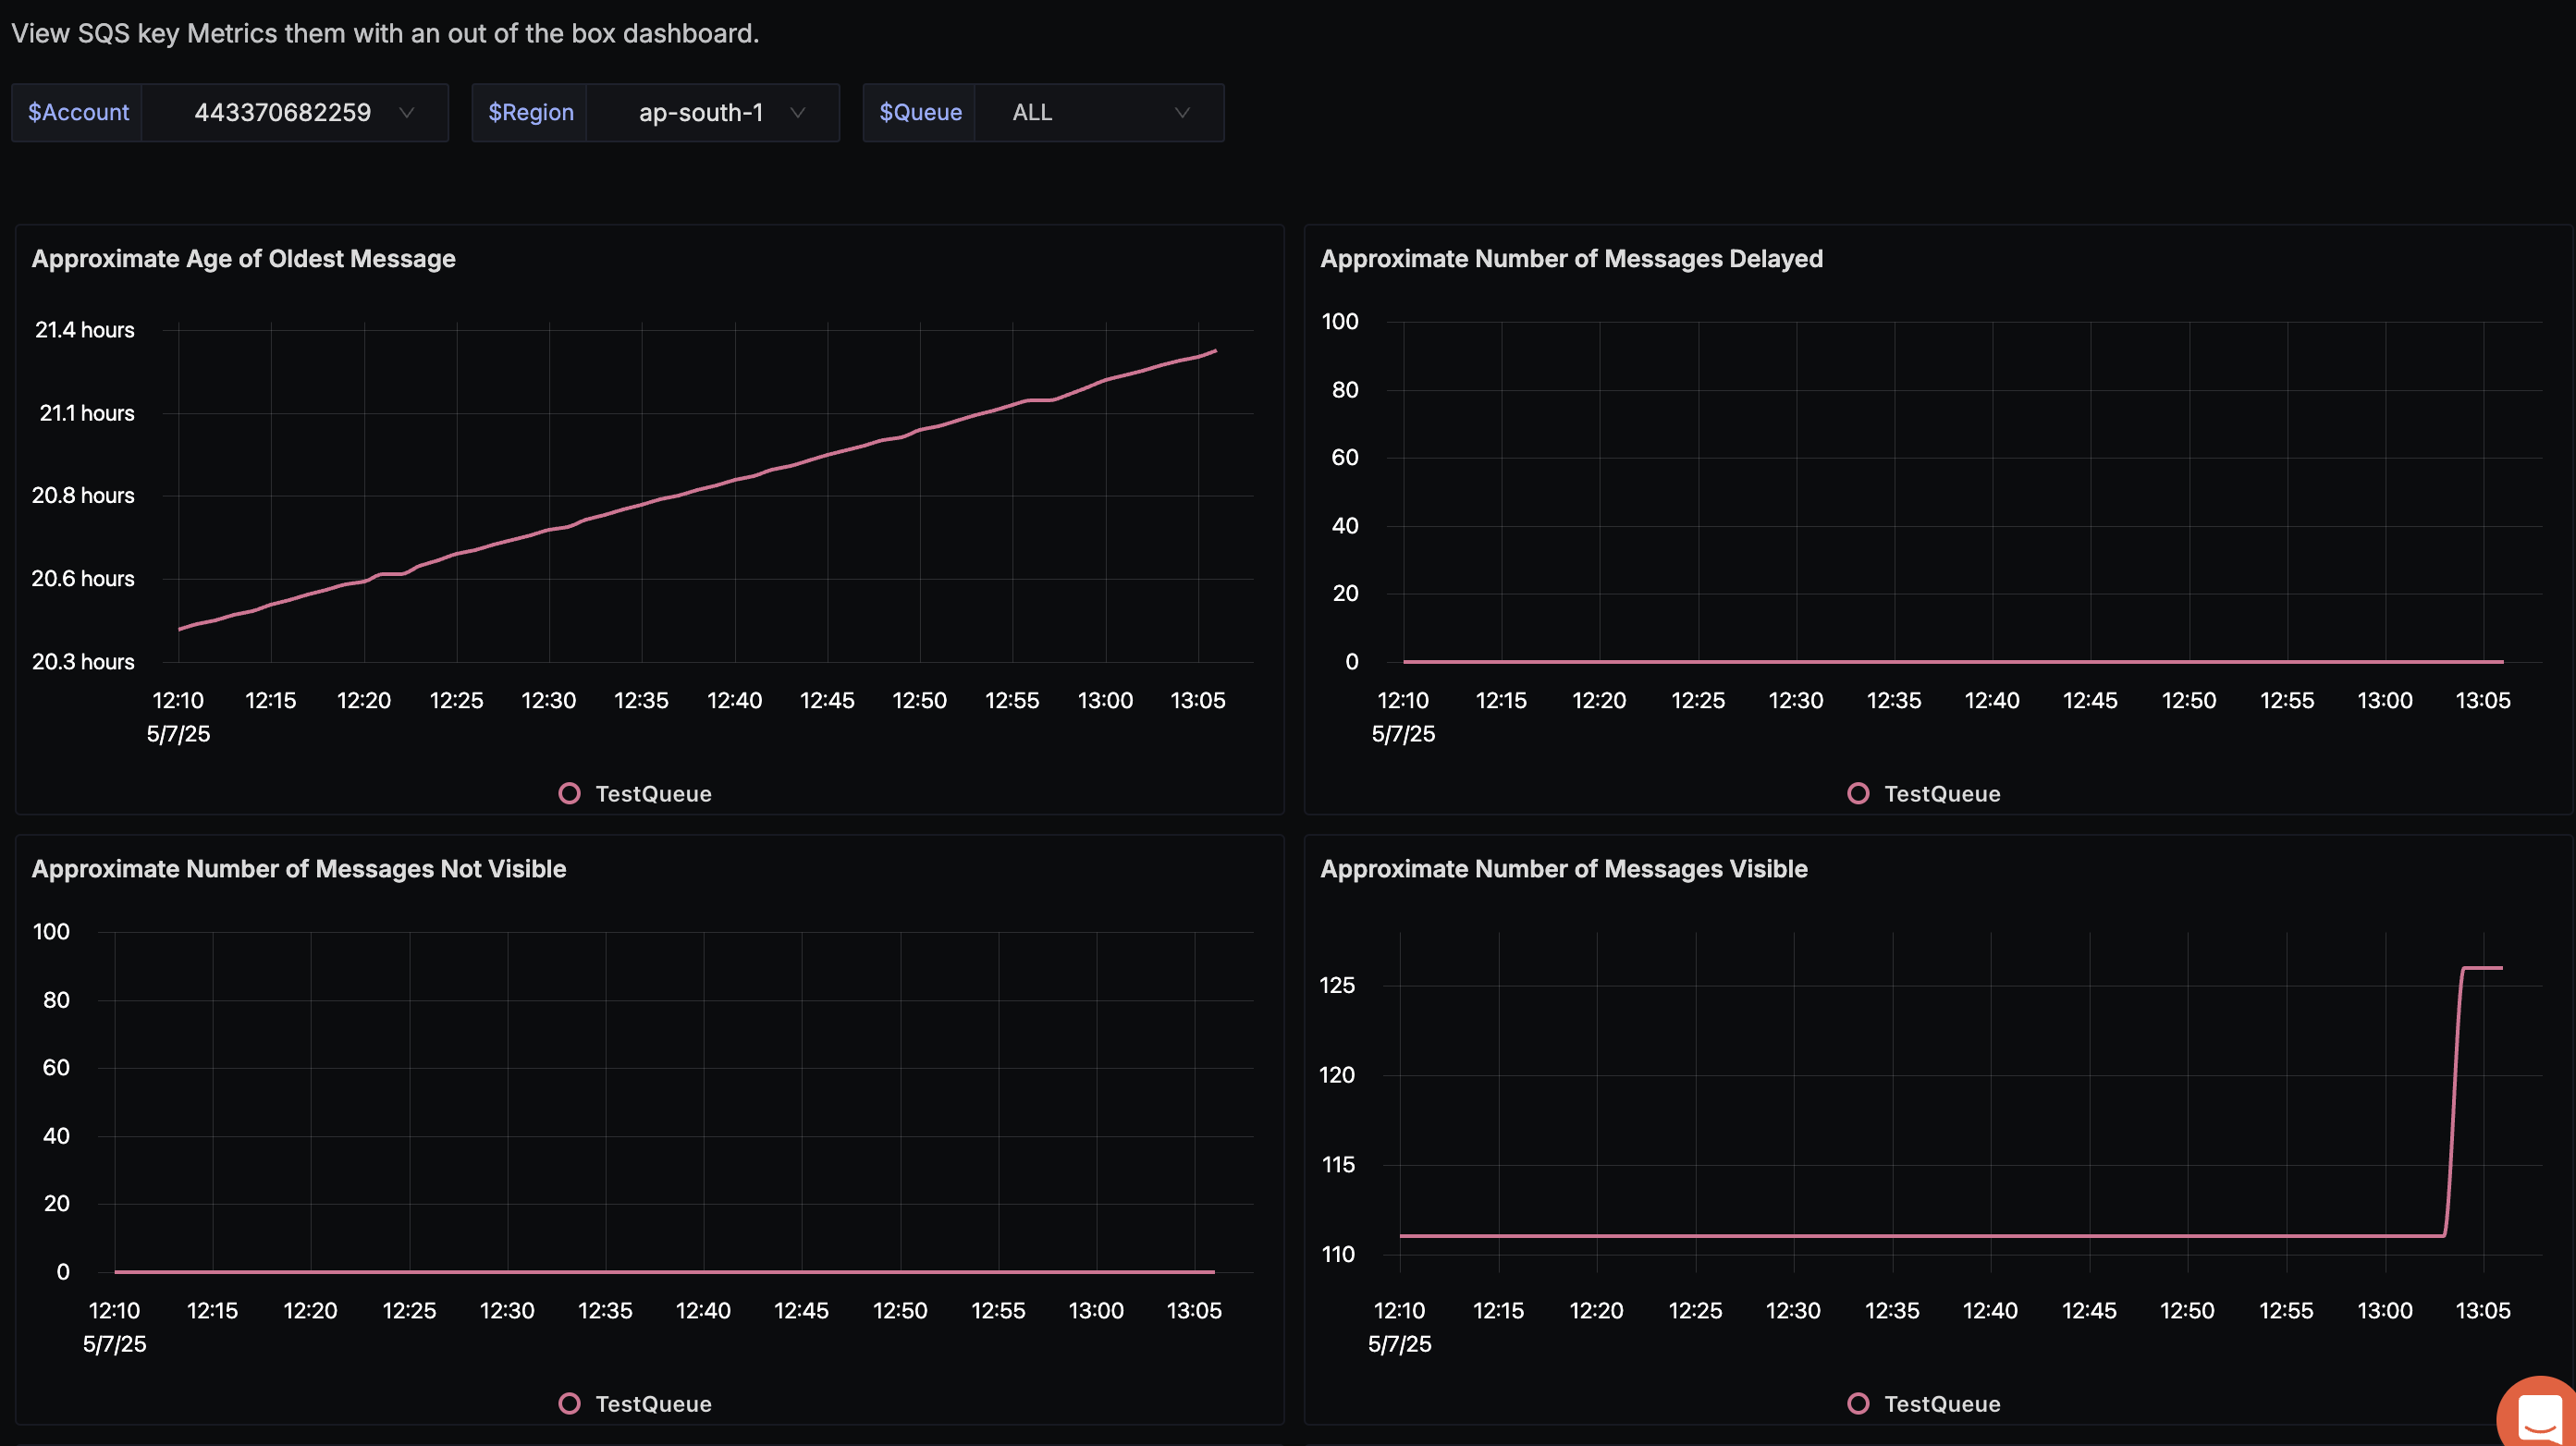 View SQS key Metrics them with an out of the box dashboard.
$Account 443370682259 $Region ap-south-1 $Queue ALL
Approximate Age of Oldest Message
21.4 hours
21.1 hours
20.8 hours
20.6 hours
20.3 hours
12:10 12:15 12:20 12:25 12:30 12:35 12:40 12:45 12:50 12:55 13:00 13:05
5/7/25
TestQueue
Approximate Number of Messages Delayed
100
80
60
40
20
0
12:10 12:15 12:20 12:25 12:30 12:35 12:40 12:45 12:50 12:55 13:00 13:05
5/7/25
TestQueue
Approximate Number of Messages Not Visible
100
80
60
40
20
0
12:10 12:15 12:20 12:25 12:30 12:35 12:40 12:45 12:50 12:55 13:00 13:05
5/7/25
TestQueue
Approximate Number of Messages Visible
125
120
115
110
12:10 12:15 12:20 12:25 12:30 12:35 12:40 12:45 12:50 12:55 13:00 13:05
5/7/25
TestQueue